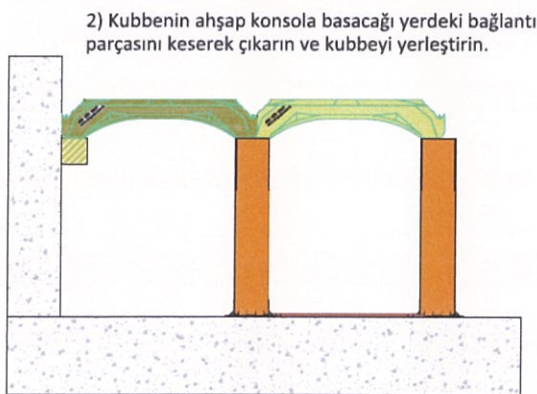 2) Kubbenin ahşap konsola basacağı yerdeki bağlantı
parçasını keserek çıkarın ve kubbeyi yerleştirin.